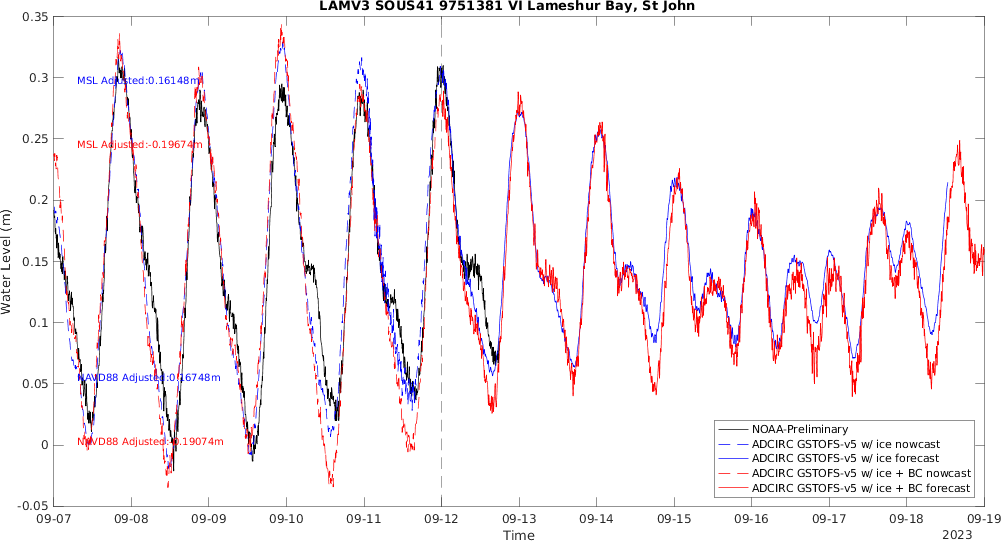 LAMV3 SOUS41 9751381 VI Lameshur Bay, St John
0.35
0.3
0.25
0.2
0.15
0.1
0.05
0
-0.05
Water Level (m)
MSL Adjusted:0.16148m
MSL Adjusted:-0.19674m
NAVD88 Adjusted:0.16748m
NAVD88 Adjusted:-0.19074m
NOAA-Preliminary
ADCIRC GSTOFS-v5 w/ ice nowcast
ADCIRC GSTOFS-v5 w/ ice forecast
ADCIRC GSTOFS-v5 w/ ice + BC nowcast
ADCIRC GSTOFS-v5 w/ ice + BC forecast
09-07 09-08 09-09 09-10 09-11 09-12 09-13 09-14 09-15 09-16 09-17 09-18 09-19
Time
2023